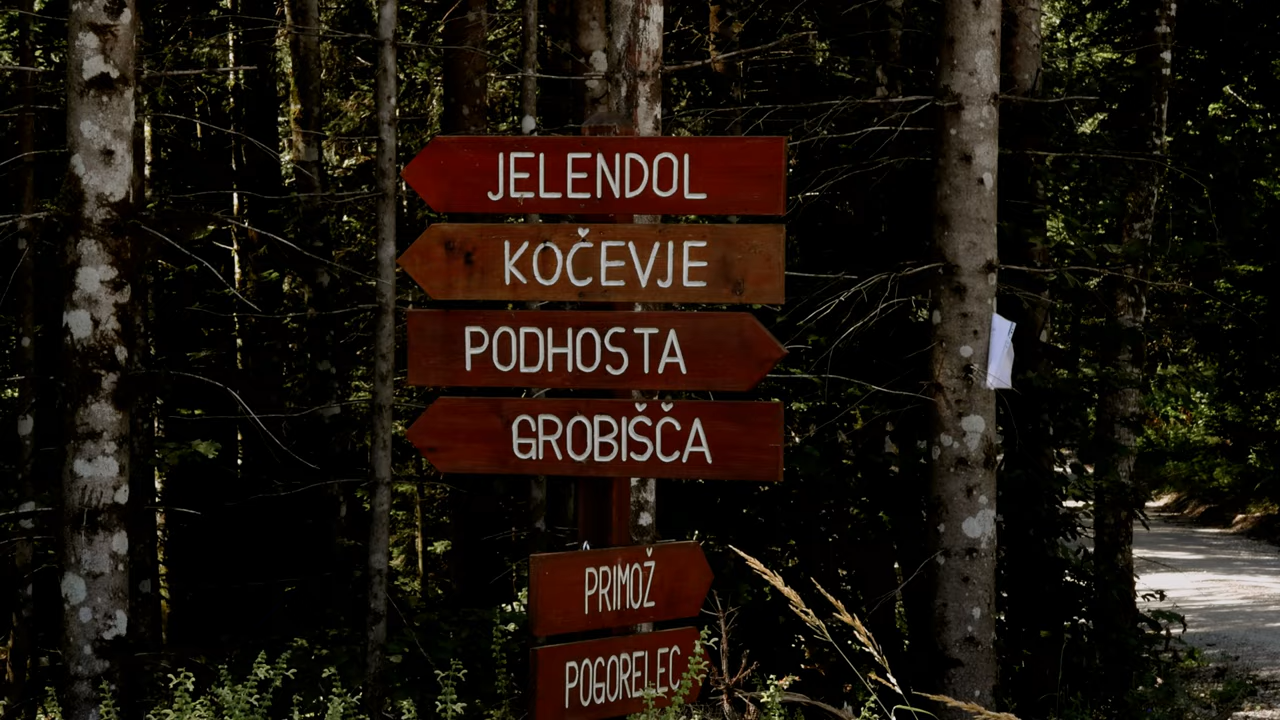 JELENDOL
KOČEVJE
PODHOSTA
GROBIŠČA
PRIMOŽ
POGORELEC